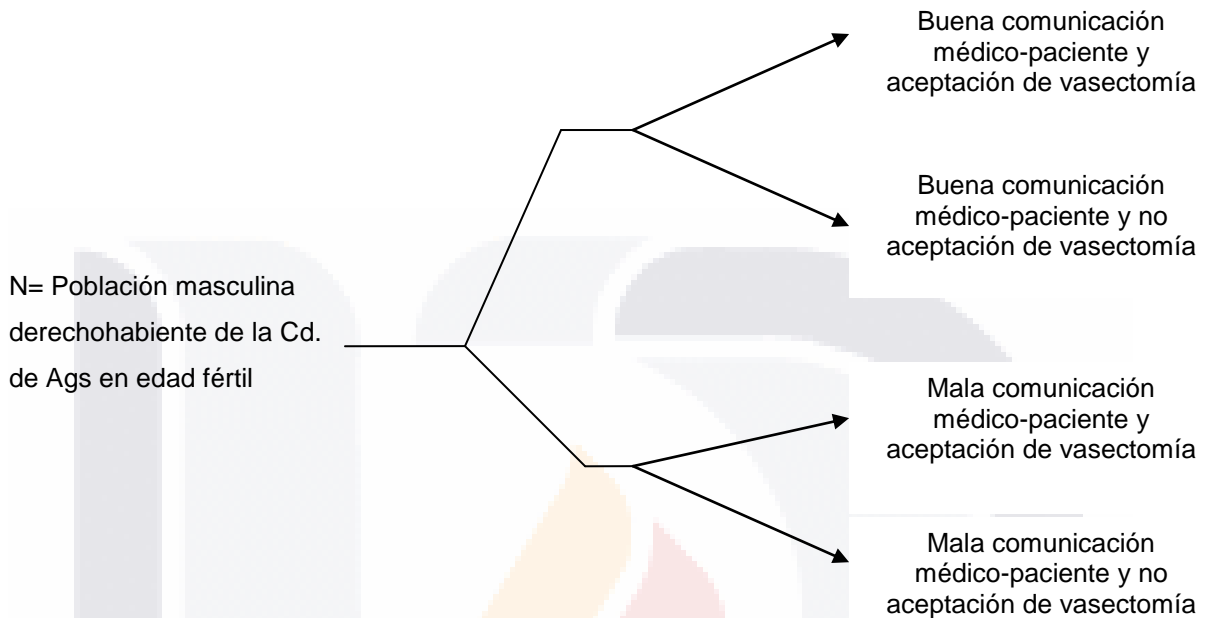 Buena comunicación
médico-paciente y
aceptación de vasectomía
Buena comunicación
médico-paciente y no
aceptación de vasectomía
N= Población masculina
derechohabiente de la Cd.
de Ags en edad fértil
Mala comunicación
médico-paciente y
aceptación de vasectomía
Mala comunicación
médico-paciente y no
aceptación de vasectomía